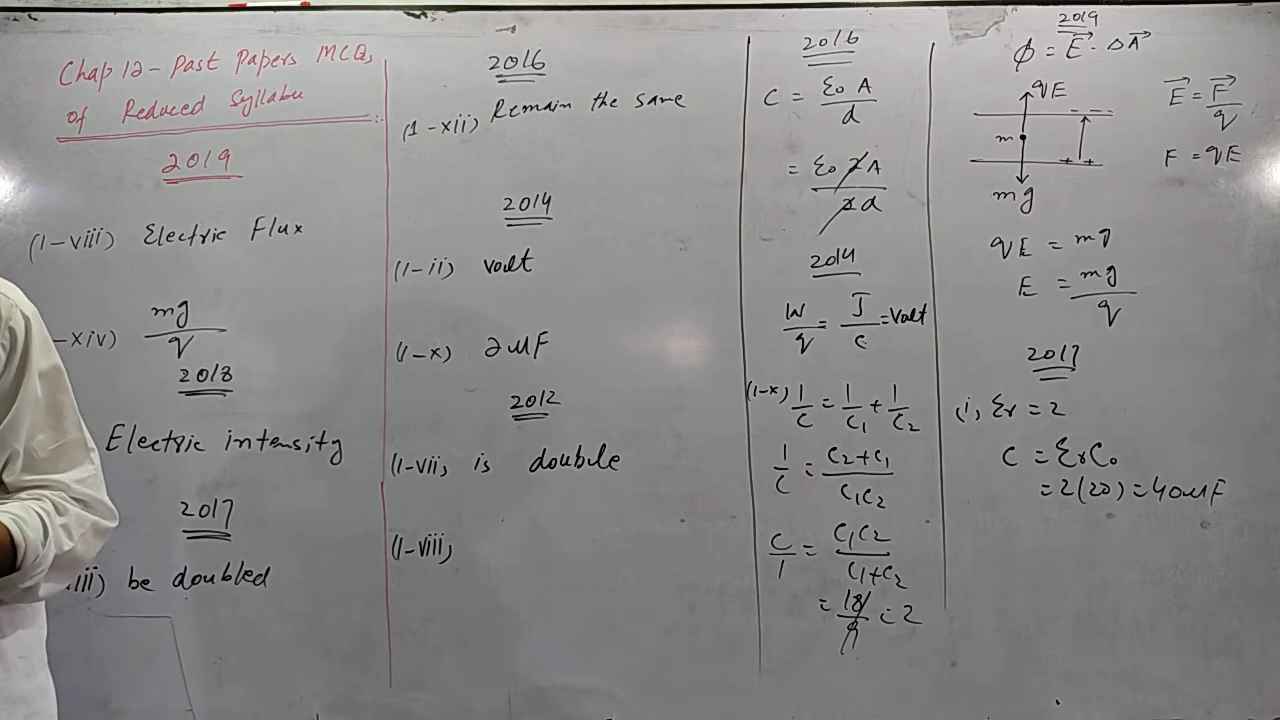 Chap 12 - Past Papers MCQs
of Reduced Syllabu
2019
(1-viii) Electric Flux
-xiv) mg/q
2018
Electric intensity
2017
iii) be doubled
2016
(1-xii) Remain the same
2014
(1-ii) volt
(1-x) 2μF
2012
(1-vii) is double
(1-viii)
2016
C = ε₀ A / d
= ε₀ 2A / 2d
2014
W/q = J/C = Volt
(1-x) 1/C = 1/C₁ + 1/C₂
1/C = C₂+C₁ / C₁C₂
C/1 = C₁C₂ / C₁+C₂
= 18/9 = 2
2019
φ = E⃗ · ΔA⃗
qE
m
mg
-- --
++
E⃗ = F⃗/q
F = qE
qE = mg
E = mg/q
2017
(i) εr = 2
C = εrC₀
= 2(20) = 40μF